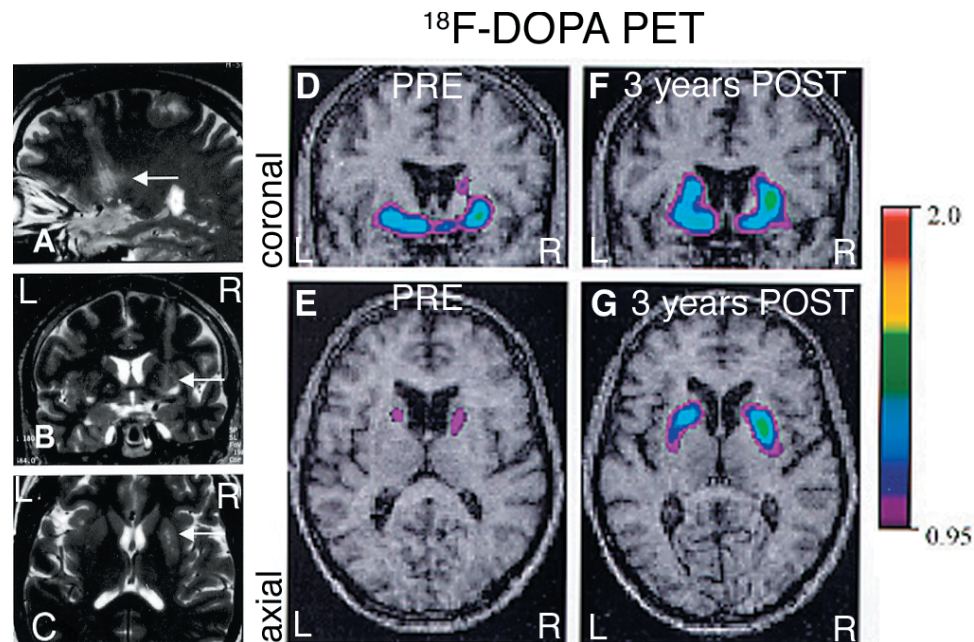 18F-DOPA PET
A
L R
B
L R
C
coronal
D PRE
L R
F 3 years POST
L R
axial
E PRE
L R
G 3 years POST
L R
2.0
0.95